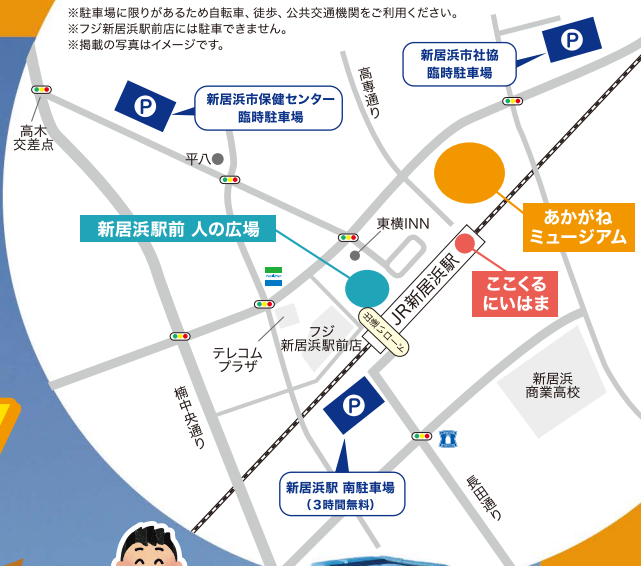 ※駐車場に限りがあるため自転車、徒歩、公共交通機関をご利用ください。
※フジ新居浜駅前店には駐車できません。
※掲載の写真はイメージです。
新居浜市社協
臨時駐車場
P
高専通り
P
新居浜市保健センター
臨時駐車場
高木
交差点
平八
あかがね
ミュージアム
新居浜駅前 人の広場
東横INN
JR新居浜駅
ここくる
にいはま
出逢いロード
フジ
新居浜駅前店
テレコム
プラザ
新居浜
商業高校
楠中央通り
P
新居浜駅 南駐車場
（3時間無料）
長田通り